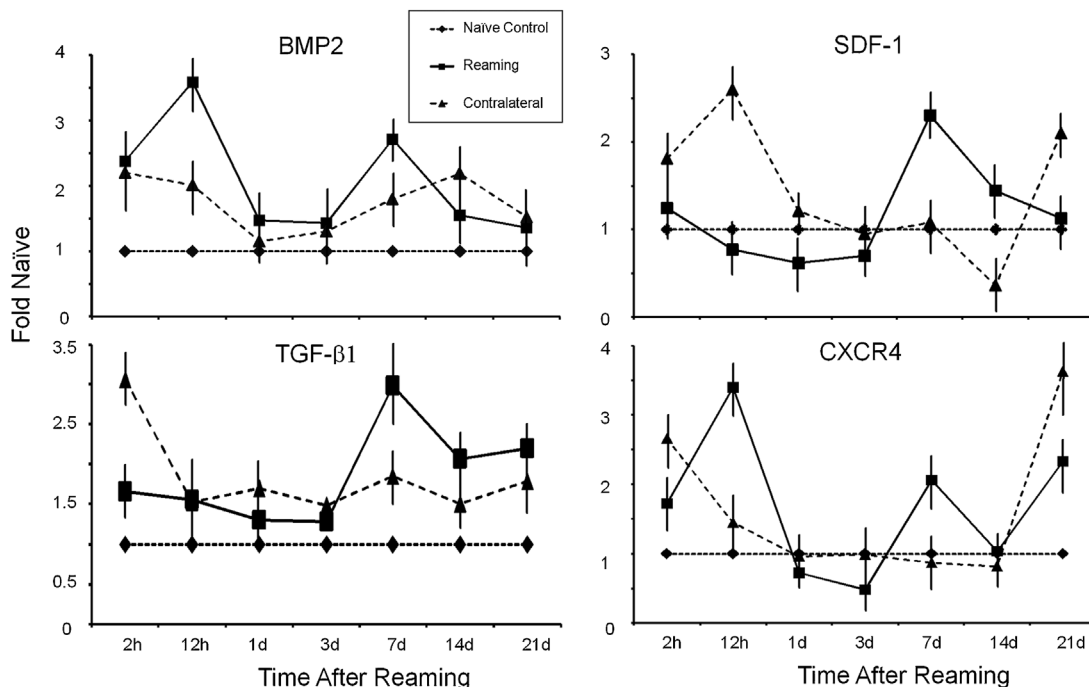 Naïve Control
Reaming
Contralateral
BMP2
4
3
2
1
0
SDF-1
3
2
1
0
Fold Naïve
TGF-β1
3.5
2.5
1.5
0.5
0
CXCR4
4
3
2
1
0
2h 12h 1d 3d 7d 14d 21d
2h 12h 1d 3d 7d 14d 21d
Time After Reaming
Time After Reaming